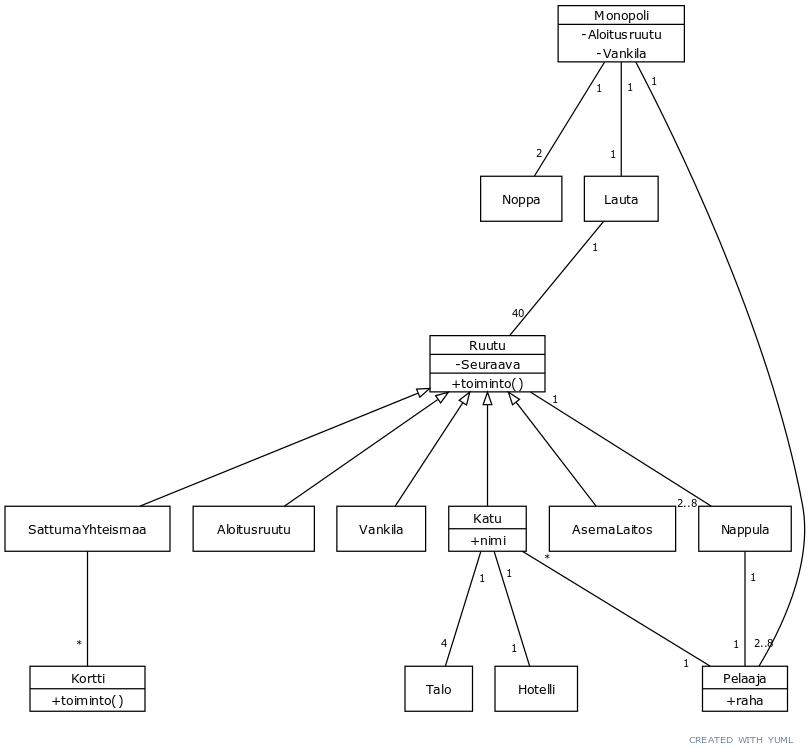 Monopoli
-Aloitusruutu
-Vankila
1
1
1
2
1
Noppa
Lauta
1
40
Ruutu
-Seuraava
+toiminto()
1
2..8
SattumaYhteismaa
Aloitusruutu
Vankila
Katu
+nimi
AsemaLaitos
Nappula
*
1
1
1
*
4
1
1
2..8
1
Kortti
+toiminto()
Talo
Hotelli
Pelaaja
+raha
CREATED WITH YUML